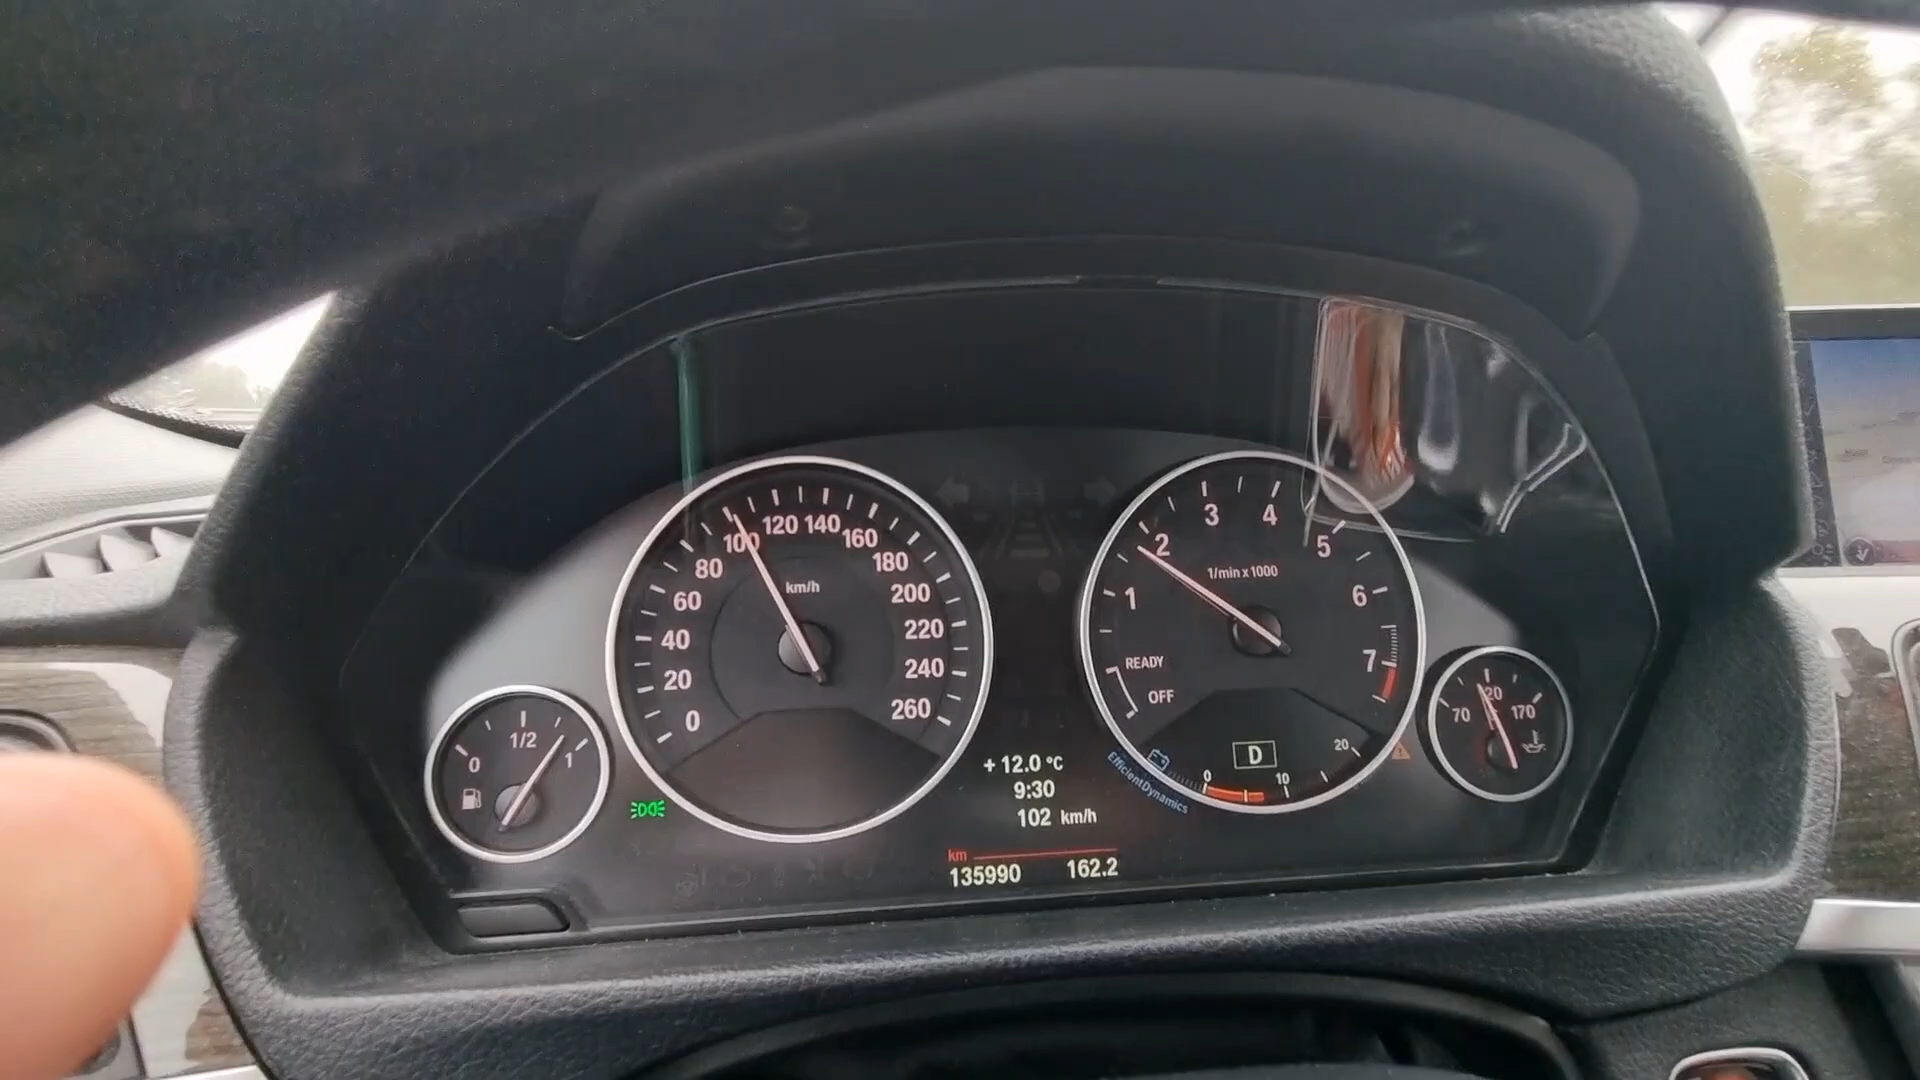 0 1/2 1
0 20 40 60 80 100 120 140 160 180 200 220 240 260
km/h
1 2 3 4 5 6 7
1/min x 1000
READY
OFF
D
0 10 20
EfficientDynamics
70 120 170
+ 12.0 °C
9:30
102 km/h
km
135990 162.2